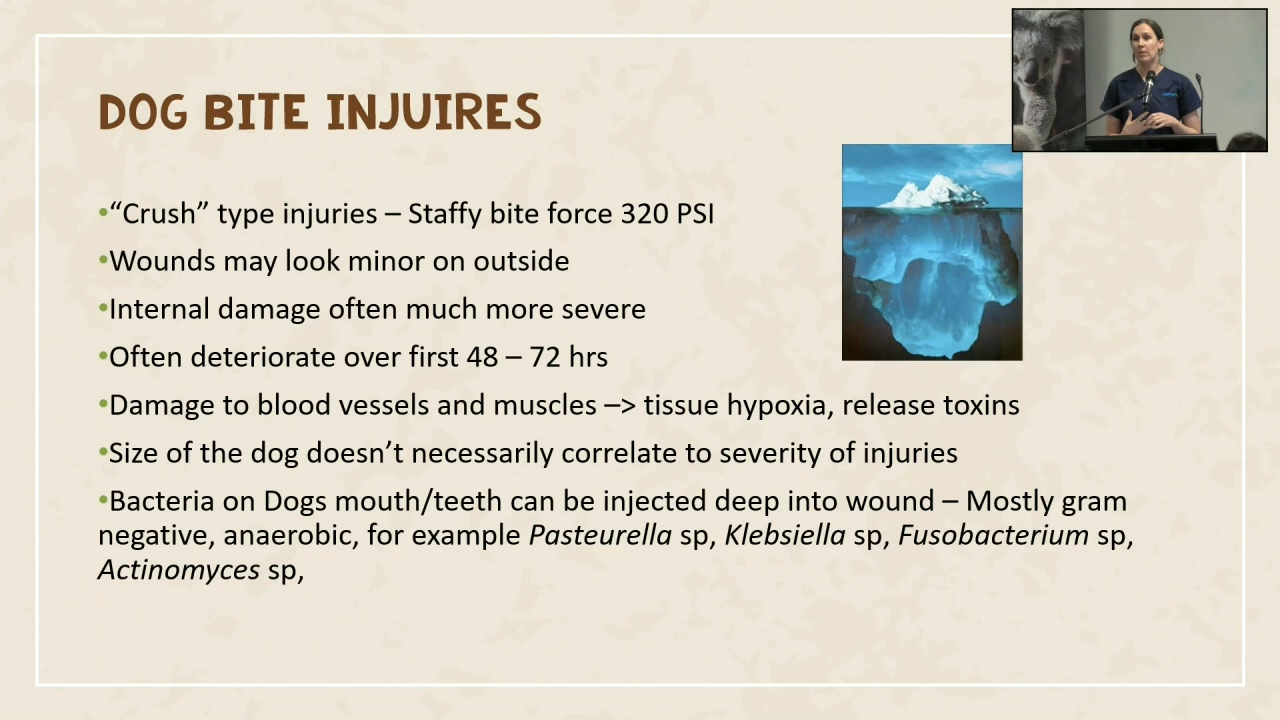 DOG BITE INJUIRES
•“Crush” type injuries – Staffy bite force 320 PSI
•Wounds may look minor on outside
•Internal damage often much more severe
•Often deteriorate over first 48 – 72 hrs
•Damage to blood vessels and muscles –> tissue hypoxia, release toxins
•Size of the dog doesn’t necessarily correlate to severity of injuries
•Bacteria on Dogs mouth/teeth can be injected deep into wound – Mostly gram
negative, anaerobic, for example Pasteurella sp, Klebsiella sp, Fusobacterium sp,
Actinomyces sp,